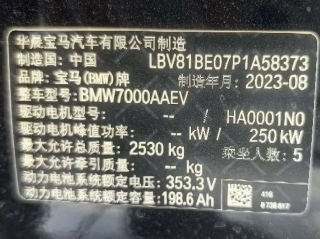 华晨宝马汽车有限公司制造
制造国：中国 LBV81BE07P1A58373
品牌：宝马(BMW)牌 制造年月：2023-08
整车型号：BMW7000AAEV
驱动电机型号： -- / HA0001N0
驱动电机峰值功率： -- kW / 250 kW
最大允许总质量：2530 kg 乘坐人数：5
最大允许牵引质量： -- kg
动力电池系统额定电压：353.3 V
动力电池系统额定容量：198.6 Ah
416